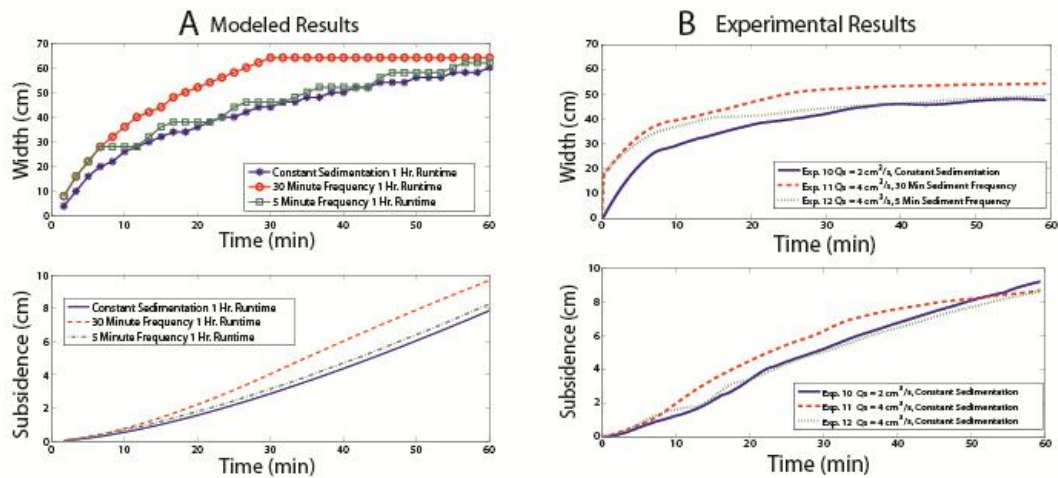 A Modeled Results
70
60
50
40
30
20
10
0
Width (cm)
Constant Sedimentation 1 Hr. Runtime
30 Minute Frequency 1 Hr. Runtime
5 Minute Frequency 1 Hr. Runtime
0 10 20 30 40 50 60
Time (min)
10
8
6
4
2
0
Subsidence (cm)
Constant Sedimentation 1 Hr. Runtime
30 Minute Frequency 1 Hr. Runtime
5 Minute Frequency 1 Hr. Runtime
0 10 20 30 40 50 60
Time (min)
B Experimental Results
70
60
50
40
30
20
10
0
Width (cm)
Exp. 10 Qs = 2 cm³/s, Constant Sedimentation
Exp. 11 Qs = 4 cm³/s, 30 Min Sediment Frequency
Exp. 12 Qs = 4 cm³/s, 5 Min Sediment Frequency
0 10 20 30 40 50 60
Time (min)
10
8
6
4
2
0
Subsidence (cm)
Exp. 10 Qs = 2 cm³/s, Constant Sedimentation
Exp. 11 Qs = 4 cm³/s, Constant Sedimentation
Exp. 12 Qs = 4 cm³/s, Constant Sedimentation
0 10 20 30 40 50 60
Time (min)